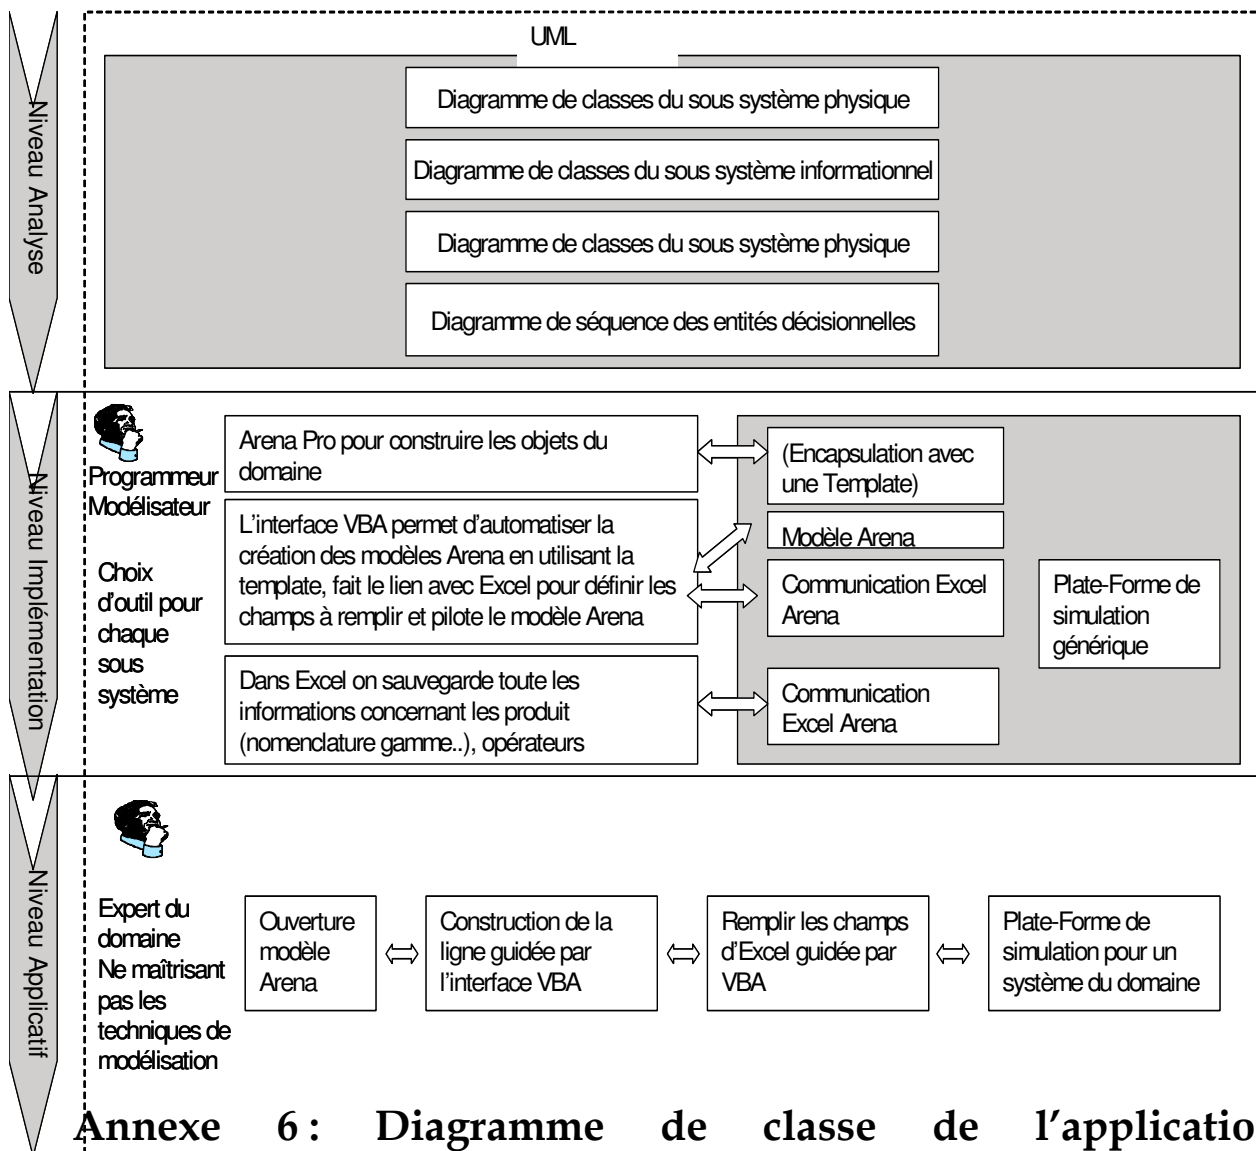 UML
Niveau Analyse
Diagramme de classes du sous système physique
Diagramme de classes du sous système informationnel
Diagramme de classes du sous système physique
Diagramme de séquence des entités décisionnelles
Niveau Implémentation
Programmeur
Modélisateur
Choix
d'outil pour
chaque
sous
système
Arena Pro pour construire les objets du
domaine
L'interface VBA permet d'automatiser la
création des modèles Arena en utilisant la
template, fait le lien avec Excel pour définir les
champs à remplir et pilote le modèle Arena
Dans Excel on sauvegarde toute les
informations concernant les produit
(nomenclature gamme..), opérateurs
(Encapsulation avec
une Template)
Modèle Arena
Communication Excel
Arena
Communication
Excel Arena
Plate-Forme de
simulation
générique
Niveau Applicatif
Expert du
domaine
Ne maîtrisant
pas les
techniques de
modélisation
Ouverture
modèle
Arena
Construction de la
ligne guidée par
l'interface VBA
Remplir les champs
d'Excel guidée par
VBA
Plate-Forme de
simulation pour un
système du domaine
Annexe 6 : Diagramme de classe de l'applicatio